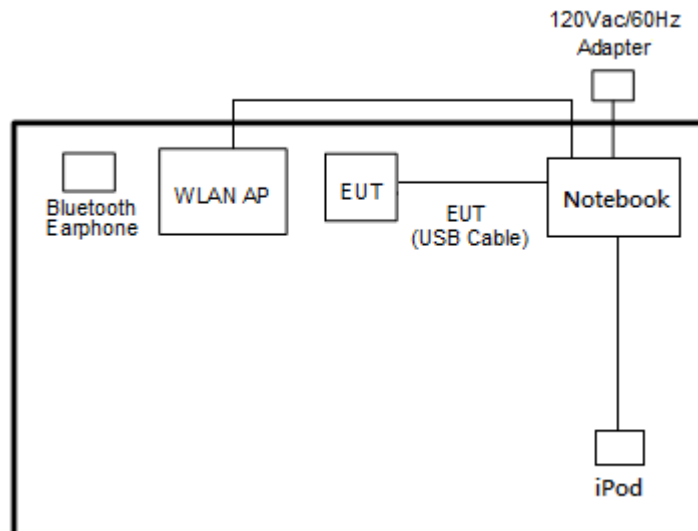 120Vac/60Hz
Adapter
Bluetooth
Earphone
WLAN AP
EUT
EUT
(USB Cable)
Notebook
iPod